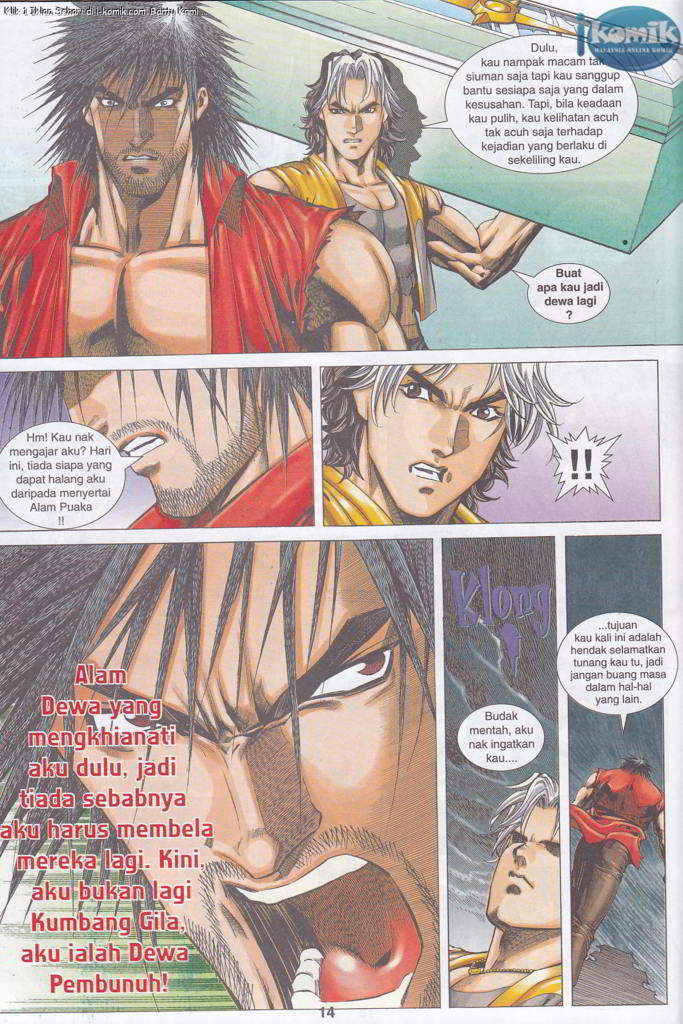 i komik
MALAYSIA ONLINE KOMIK
Dulu,
kau nampak macam tak
siuman saja tapi kau sanggup
bantu sesiapa saja yang dalam
kesusahan. Tapi, bila keadaan
kau pulih, kau kelihatan acuh
tak acuh saja terhadap
kejadian yang berlaku di
sekeliling kau.
Buat
apa kau jadi
dewa lagi
?
Hm! Kau nak
mengajar aku? Hari
ini, tiada siapa yang
dapat halang aku
daripada menyertai
Alam Puaka
!!
!!
Alam
Dewa yang
mengkhianati
aku dulu, jadi
tiada sebabnya
aku harus membela
mereka lagi. Kini,
aku bukan lagi
Kumbang Gila,
aku ialah Dewa
Pembunuh!
Klong
!
Budak
mentah, aku
nak ingatkan
kau....
...tujuan
kau kali ini adalah
hendak selamatkan
tunang kau tu, jadi
jangan buang masa
dalam hal-hal
yang lain.
14